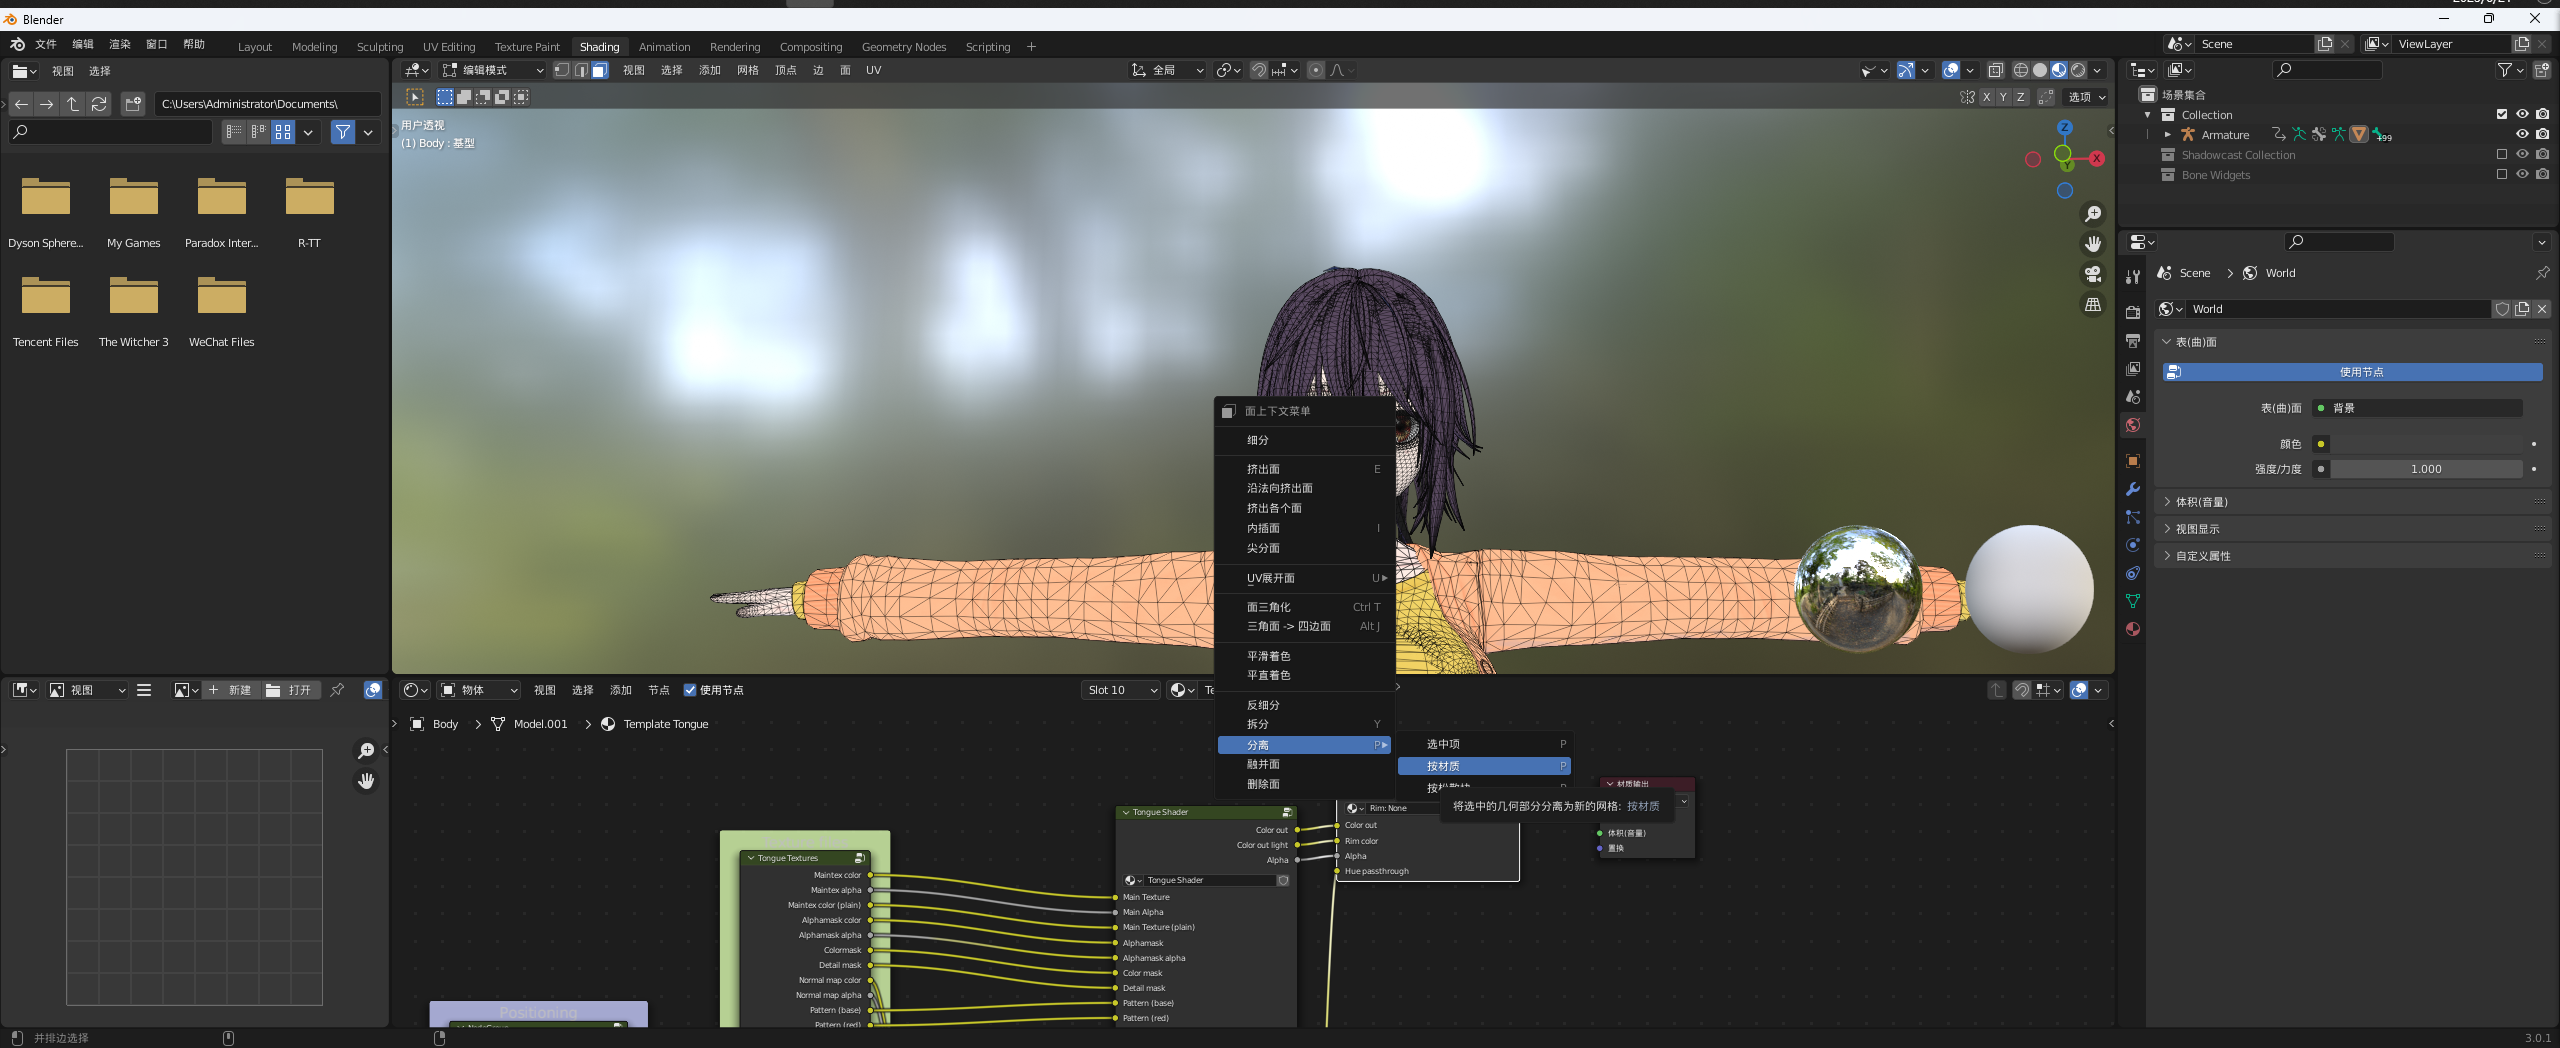 Blender
文件 编辑 渲染 窗口 帮助 Layout Modeling Sculpting UV Editing Texture Paint Shading Animation Rendering Compositing Geometry Nodes Scripting +
Scene
ViewLayer
视图 选择
C:\Users\Administrator\Documents\
Dyson Sphere...
My Games
Paradox Inter...
R-TT
Tencent Files
The Witcher 3
WeChat Files
编辑模式 视图 选择 添加 网格 顶点 边 面 UV
全局
X Y Z 选项
用户透视
(1) Body : 基型
Z
X
Y
面上下文菜单
细分
挤出面 E
沿法向挤出面
挤出各个面
内插面 I
尖分面
UV展开面 U
面三角化 Ctrl T
三角面 -> 四边面 Alt J
平滑着色
平直着色
反细分
拆分 Y
分离 P
融并面
删除面
选中项 P
按材质 P
将选中的几何部分分离为新的网格: 按材质
场景集合
Collection
Armature
+99
Shadowcast Collection
Bone Widgets
Scene > World
World
表(曲)面
使用节点
表(曲)面 背景
颜色
强度/力度 1.000
体积(音量)
视图显示
自定义属性
视图 新建 打开
物体 视图 选择 添加 节点 使用节点
Slot 10
Te
Body > Model.001 > Template Tongue
Tongue Textures
Maintex color
Maintex alpha
Maintex color (plain)
Alphamask color
Alphamask alpha
Colormask
Detail mask
Normal map color
Normal map alpha
Pattern (base)
Pattern (red)
Positioning
Tongue Shader
Color out
Color out light
Alpha
Tongue Shader
Main Texture
Main Alpha
Main Texture (plain)
Alphamask
Alphamask alpha
Color mask
Detail mask
Pattern (base)
Pattern (red)
Rim: None
Color out
Rim color
Alpha
Hue passthrough
材质输出
体积(音量)
置换
并排边选择
3.0.1